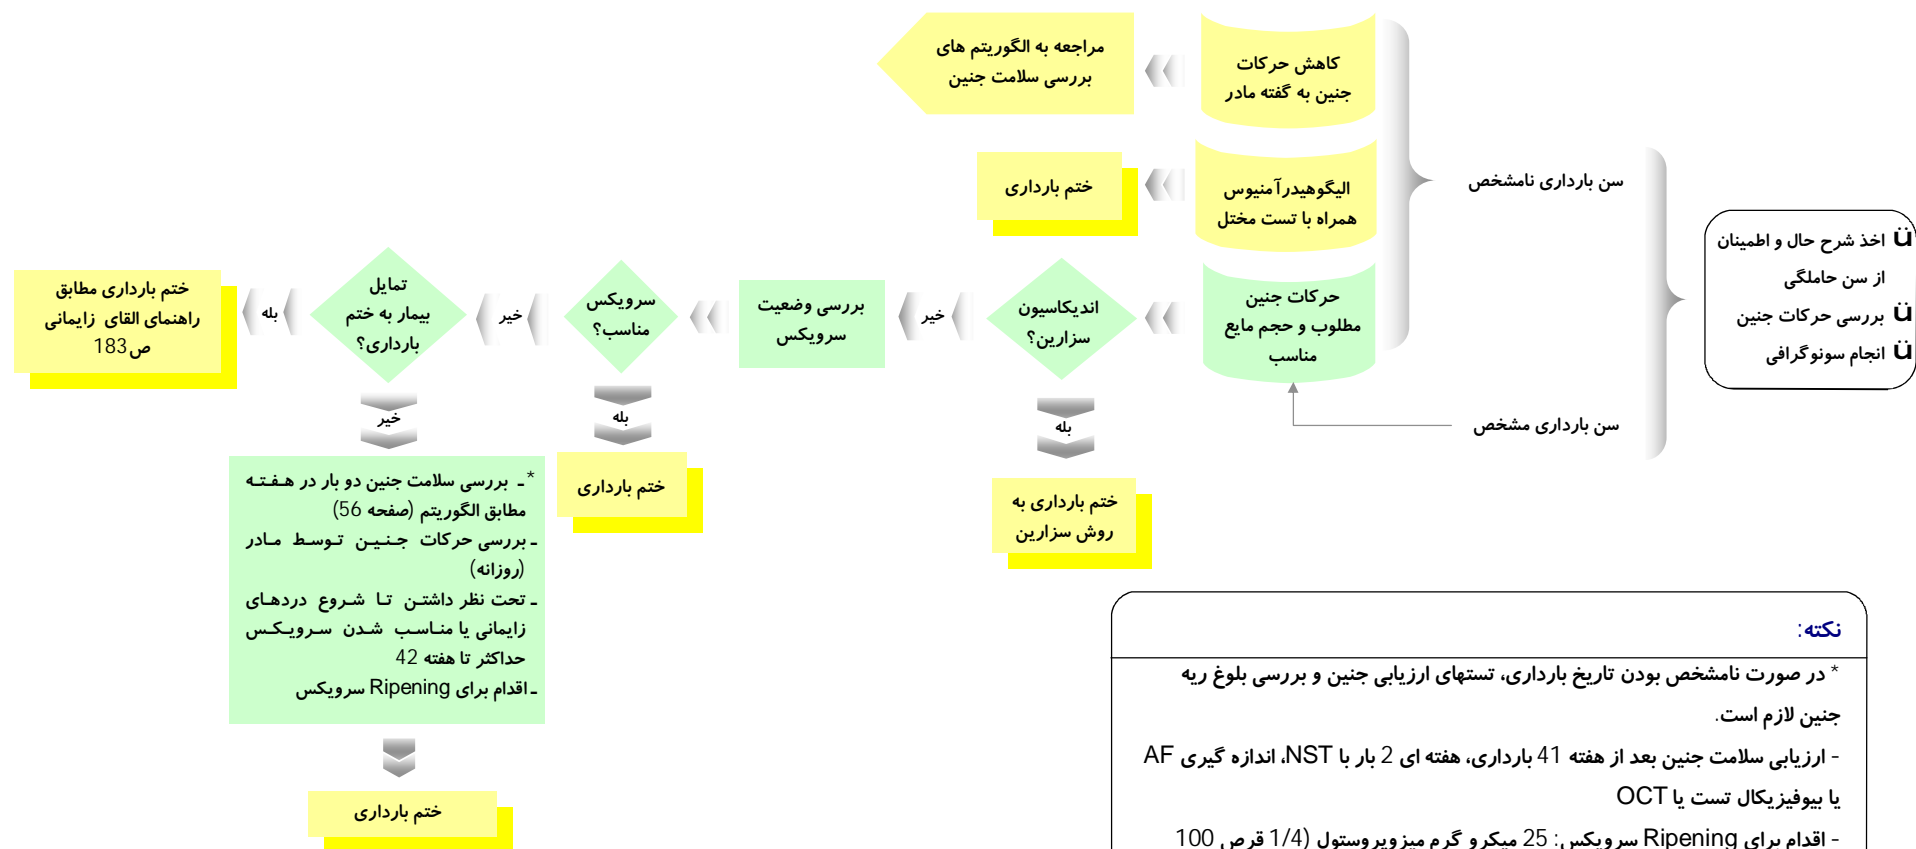 اخذ شرح حال و اطمینان
از سن حاملگی
بررسی حرکات جنین
انجام سونوگرافی
سن بارداری نامشخص
سن بارداری مشخص
کاهش حرکات
جنین به گفته مادر
مراجعه به الگوریتم های
بررسی سلامت جنین
الیگوهیدرآمنیوس
همراه با تست مختل
ختم بارداری
حرکات جنین
مطلوب و حجم مایع
مناسب
اندیکاسیون
سزارین؟
بله
ختم بارداری به
روش سزارین
خیر
بررسی وضعیت
سرویکس
سرویکس
مناسب؟
بله
ختم بارداری
خیر
تمایل
بیمار به ختم
بارداری؟
بله
ختم بارداری مطابق
راهنمای القای زایمانی
ص183
خیر
*ـ بررسی سلامت جنین دو بار در هفته
مطابق الگوریتم (صفحه 56)
ـ بررسی حرکات جنین توسط مادر
(روزانه)
ـ تحت نظر داشتن تا شروع دردهای
زایمانی یا مناسب شدن سرویکس
حداکثر تا هفته 42
ـ اقدام برای Ripening سرویکس
ختم بارداری
نکته:
* در صورت نامشخص بودن تاریخ بارداری، تستهای ارزیابی جنین و بررسی بلوغ ریه
جنین لازم است.
- ارزیابی سلامت جنین بعد از هفته 41 بارداری، هفته ای 2 بار با NST، اندازه گیری AF
یا بیوفیزیکال تست یا OCT
- اقدام برای Ripening سرویکس: 25 میکرو گرم میزوپروستول (1/4 قرص 100